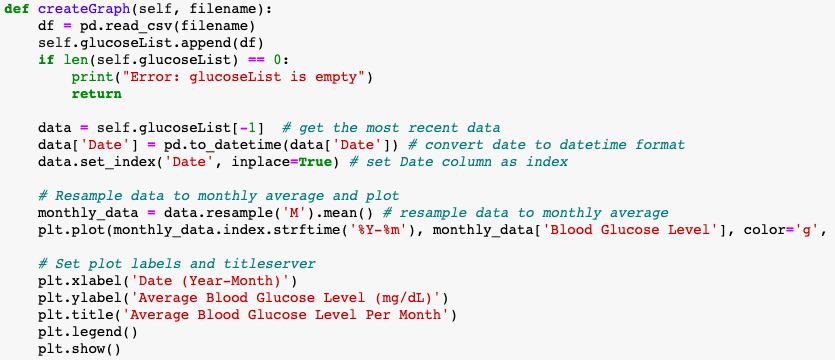 def createGraph(self, filename):
    df = pd.read_csv(filename)
    self.glucoseList.append(df)
    if len(self.glucoseList) == 0:
        print("Error: glucoseList is empty")
        return

    data = self.glucoseList[-1]  # get the most recent data
    data['Date'] = pd.to_datetime(data['Date']) # convert date to datetime format
    data.set_index('Date', inplace=True) # set Date column as index

    # Resample data to monthly average and plot
    monthly_data = data.resample('M').mean() # resample data to monthly average
    plt.plot(monthly_data.index.strftime('%Y-%m'), monthly_data['Blood Glucose Level'], color='g',

    # Set plot labels and titleserver
    plt.xlabel('Date (Year-Month)')
    plt.ylabel('Average Blood Glucose Level (mg/dL)')
    plt.title('Average Blood Glucose Level Per Month')
    plt.legend()
    plt.show()